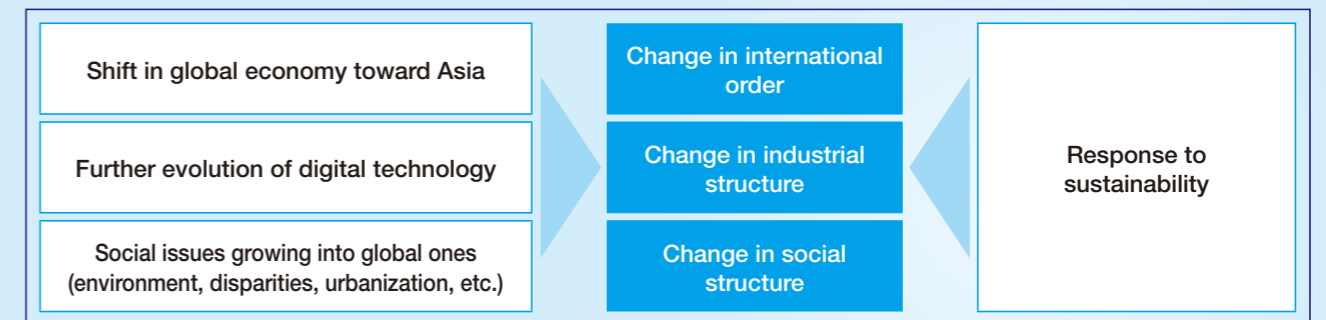 Shift in global economy toward Asia
Further evolution of digital technology
Social issues growing into global ones
(environment, disparities, urbanization, etc.)
Change in international
order
Change in industrial
structure
Change in social
structure
Response to
sustainability